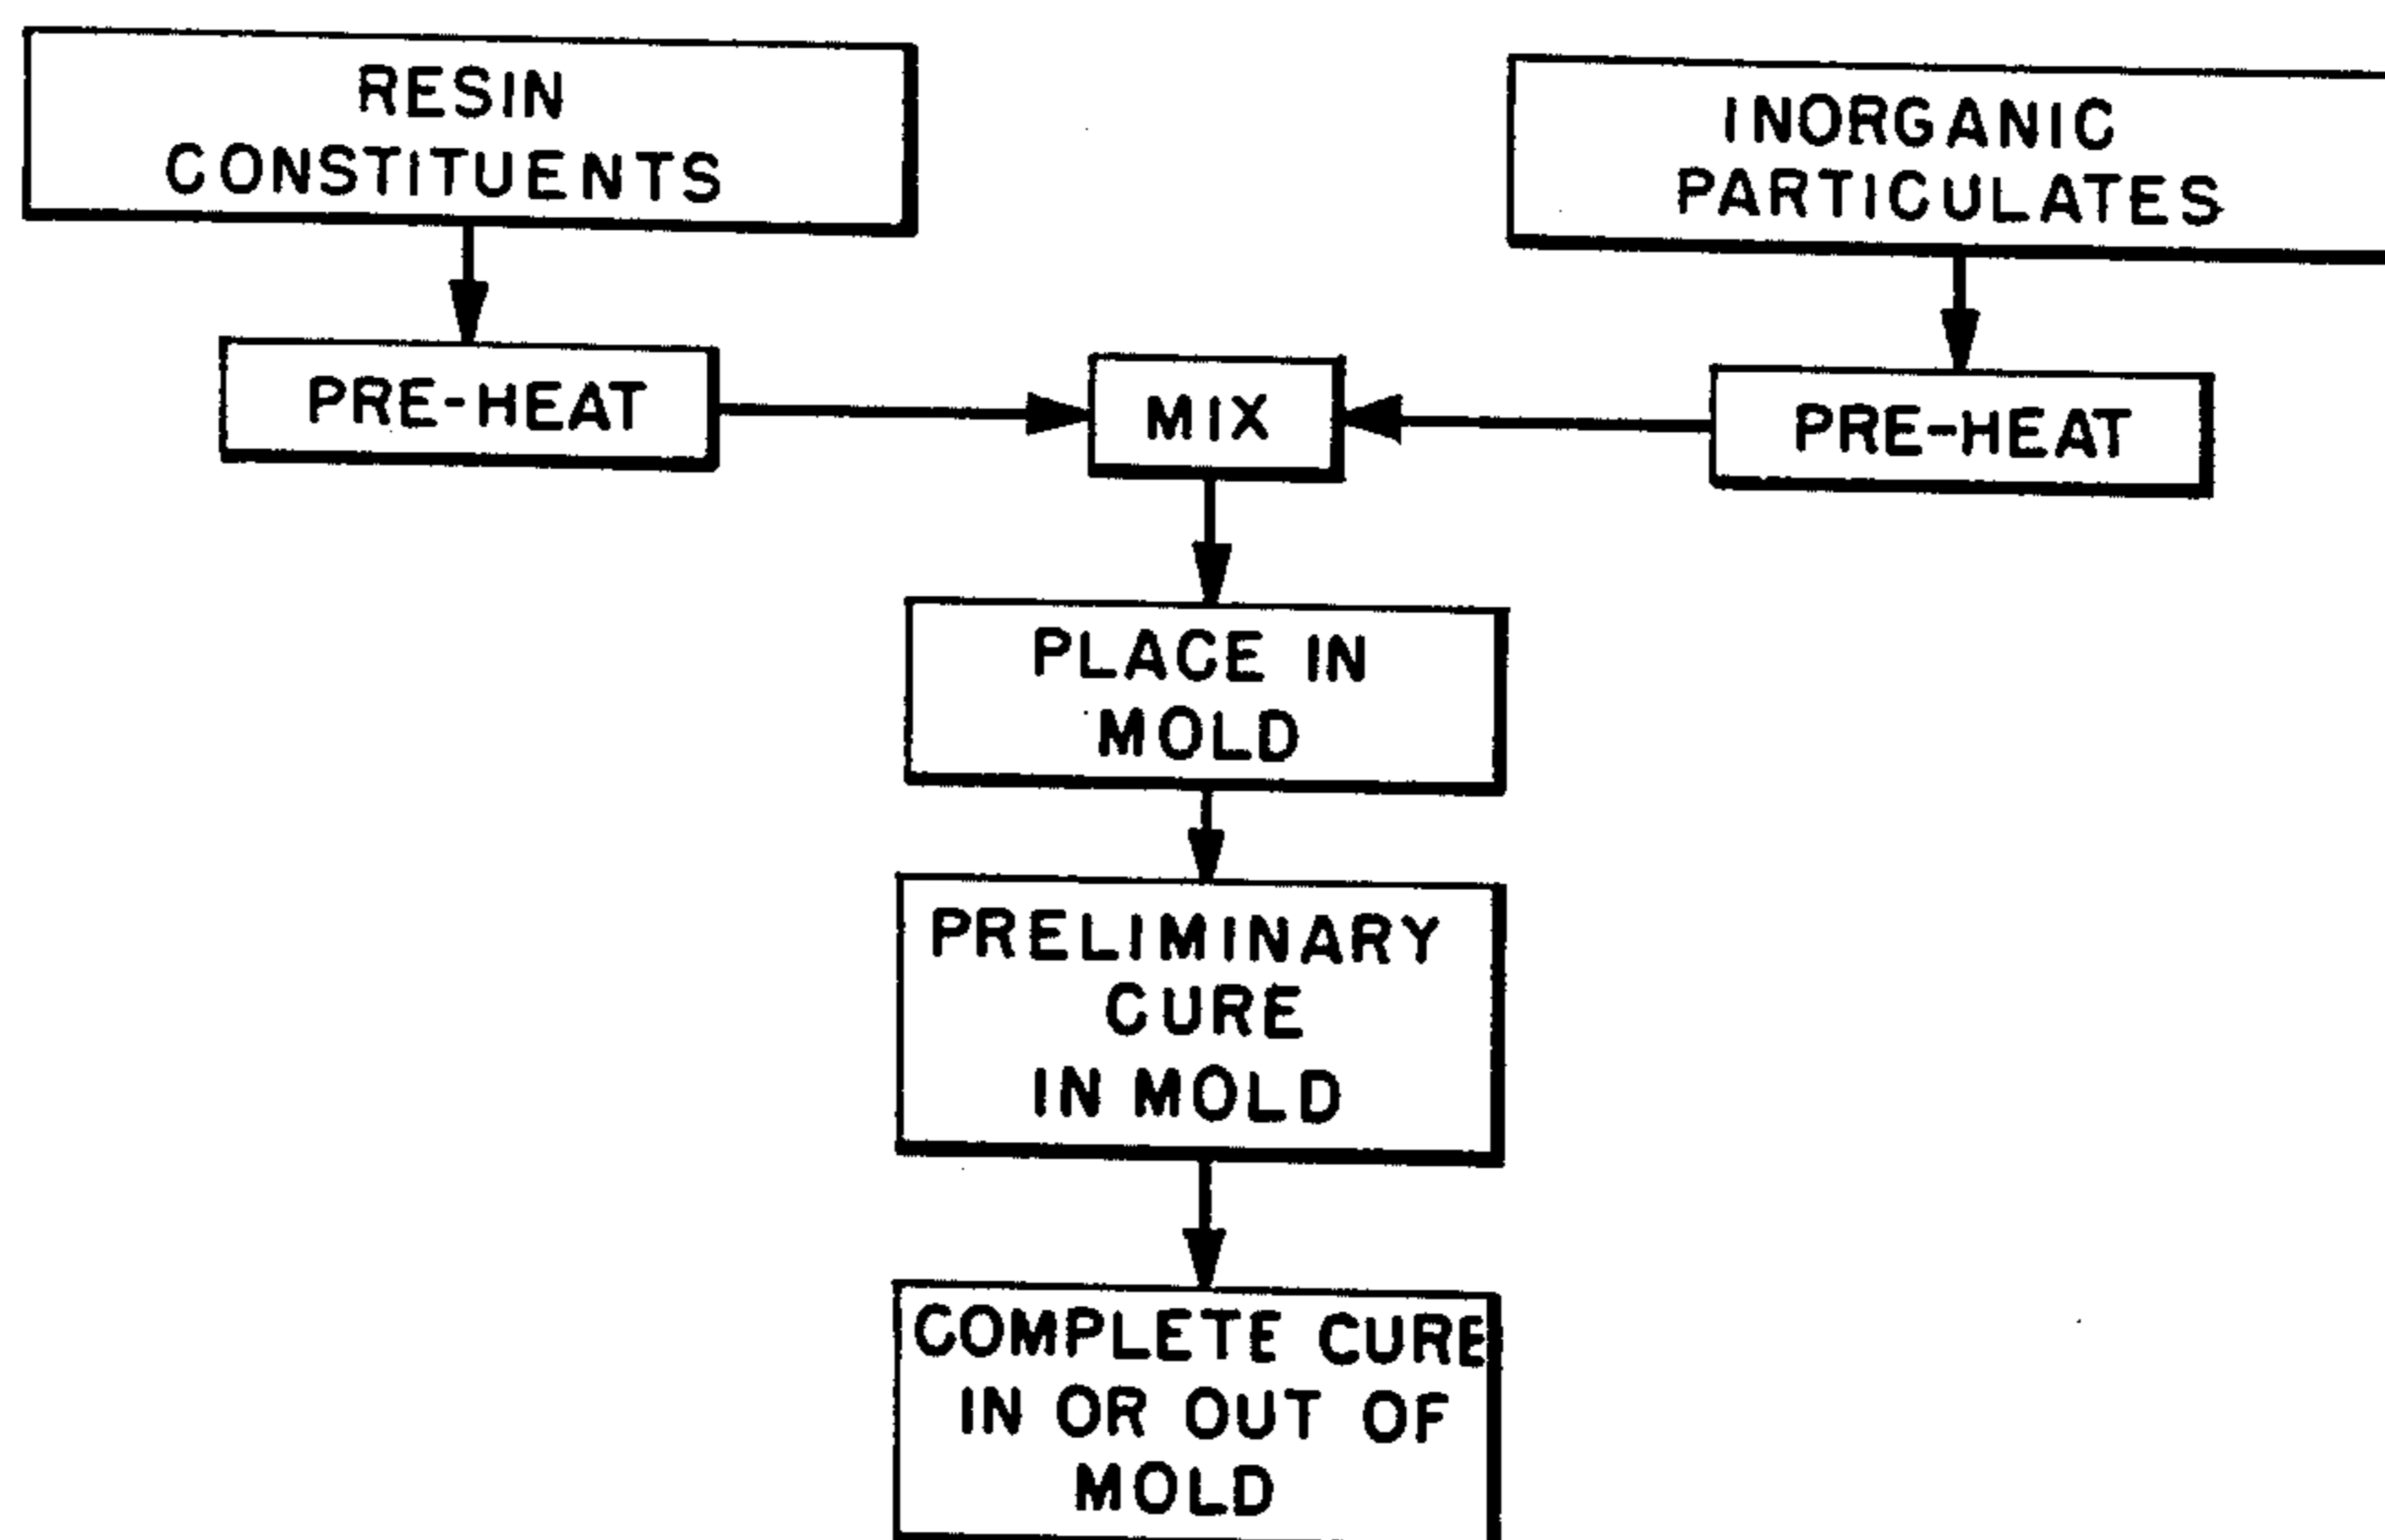 RESIN
CONSTITUENTS
INORGANIC
PARTICULATES
PRE-HEAT
MIX
PRE-HEAT
PLACE IN
MOLD
PRELIMINARY
CURE
IN MOLD
COMPLETE CURE
IN OR OUT OF
MOLD